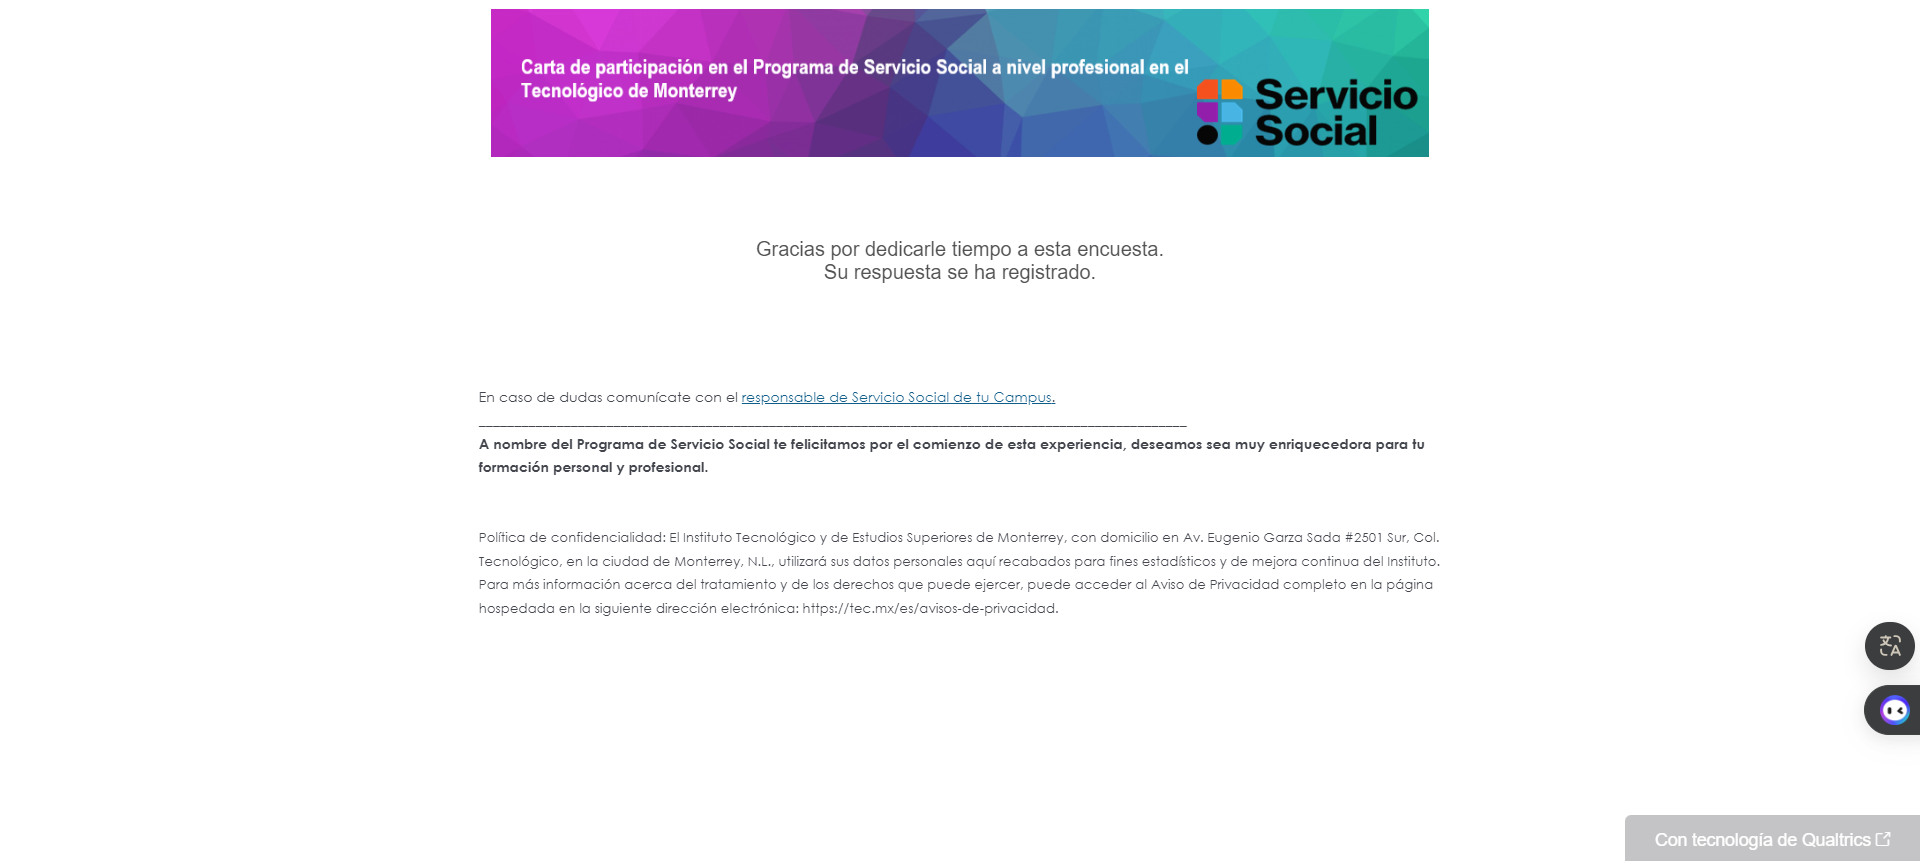 Carta de participación en el Programa de Servicio Social a nivel profesional en el
Tecnológico de Monterrey
Servicio
Social
Gracias por dedicarle tiempo a esta encuesta.
Su respuesta se ha registrado.
En caso de dudas comunícate con el responsable de Servicio Social de tu Campus.
A nombre del Programa de Servicio Social te felicitamos por el comienzo de esta experiencia, deseamos sea muy enriquecedora para tu
formación personal y profesional.
Política de confidencialidad: El Instituto Tecnológico y de Estudios Superiores de Monterrey, con domicilio en Av. Eugenio Garza Sada #2501 Sur, Col.
Tecnológico, en la ciudad de Monterrey, N.L., utilizará sus datos personales aquí recabados para fines estadísticos y de mejora continua del Instituto.
Para más información acerca del tratamiento y de los derechos que puede ejercer, puede acceder al Aviso de Privacidad completo en la página
hospedada en la siguiente dirección electrónica: https://tec.mx/es/avisos-de-privacidad.
Con tecnología de Qualtrics